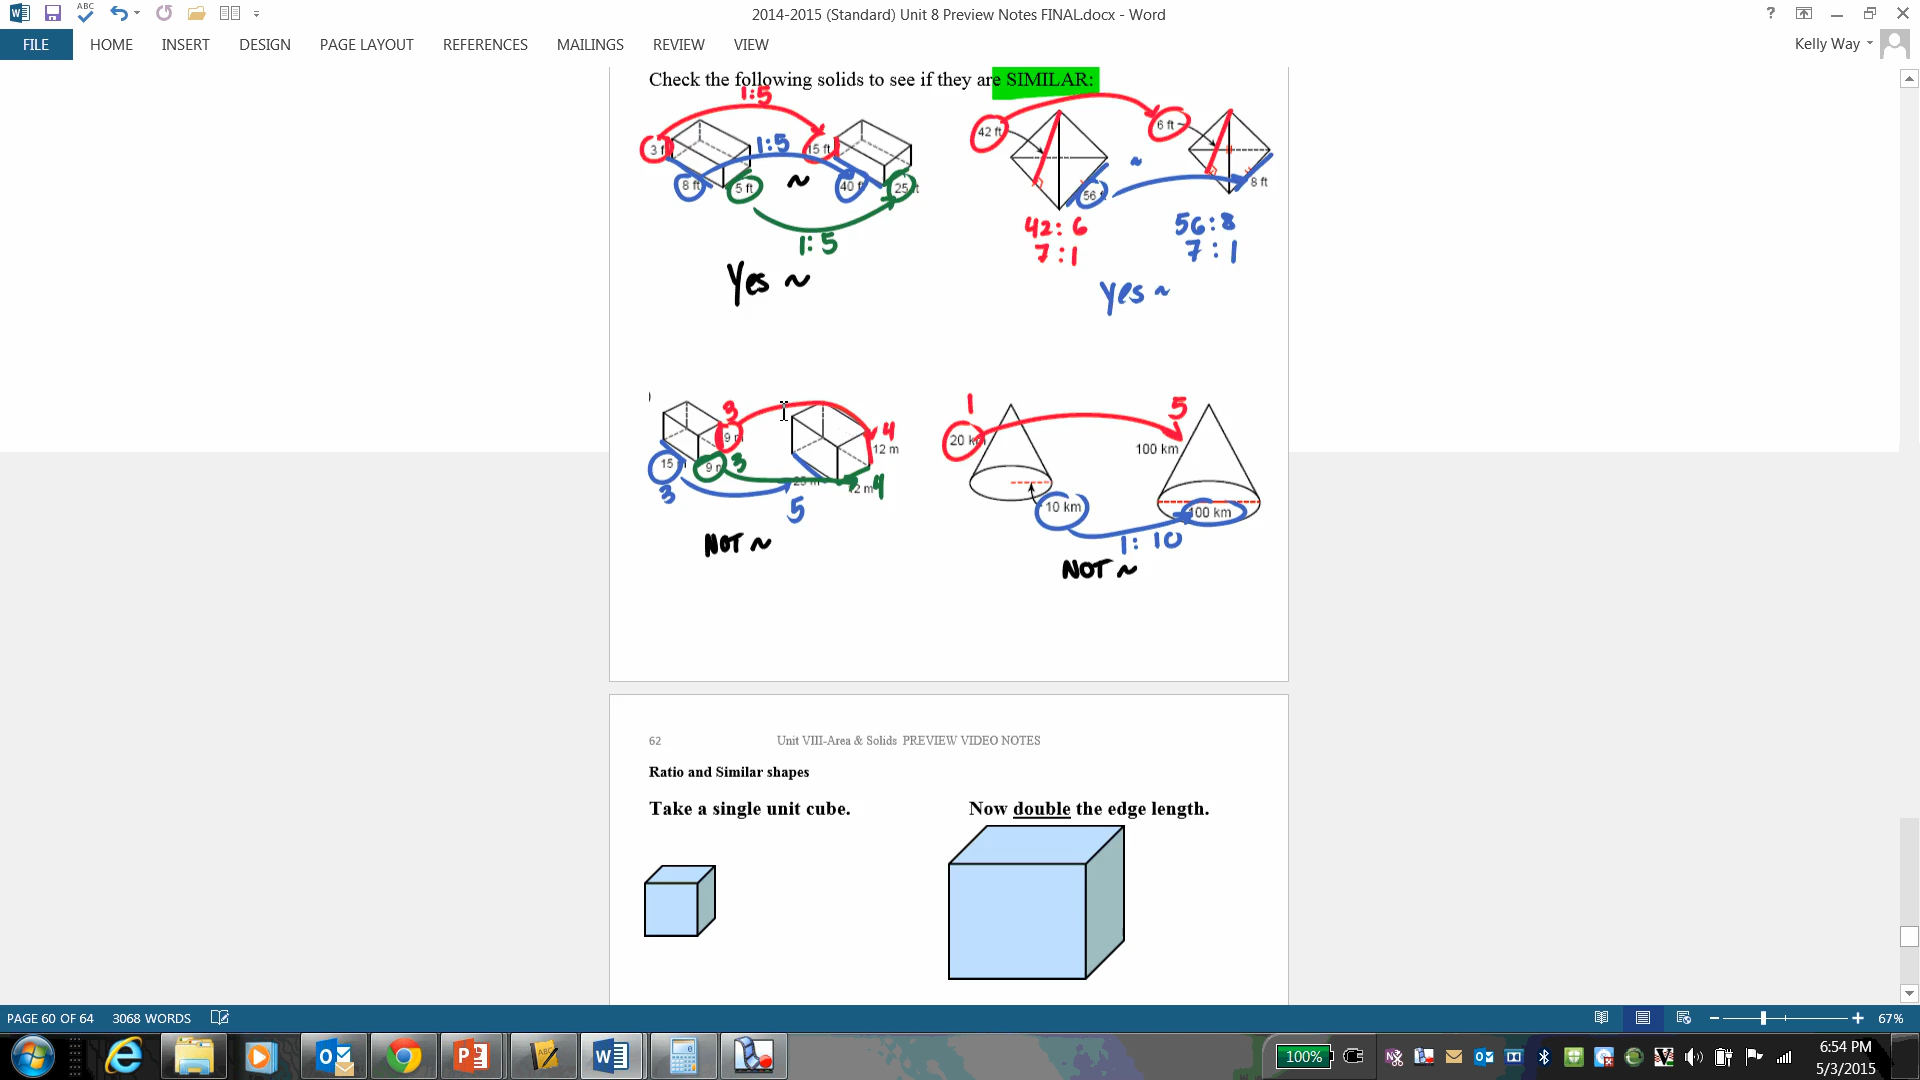 ABC
2014-2015 (Standard) Unit 8 Preview Notes FINAL.docx - Word
?
FILE HOME INSERT DESIGN PAGE LAYOUT REFERENCES MAILINGS REVIEW VIEW
Kelly Way
Check the following solids to see if they are SIMILAR:
1:5
3 f
1:5
15 ft
8 ft
5 ft
~
40 ft
25
1:5
Yes ~
42 ft
6 ft
~
56
8 ft
42:6
7:1
56:8
7:1
yes ~
3
9 m
4
12 m
15
9 m
3
4
3
5
NOT ~
1
20 km
5
100 km
10 km
100 km
1:10
NOT ~
62 Unit VIII-Area & Solids PREVIEW VIDEO NOTES
Ratio and Similar shapes
Take a single unit cube.
Now double the edge length.
PAGE 60 OF 64 3068 WORDS
67%
100%
6:54 PM
5/3/2015